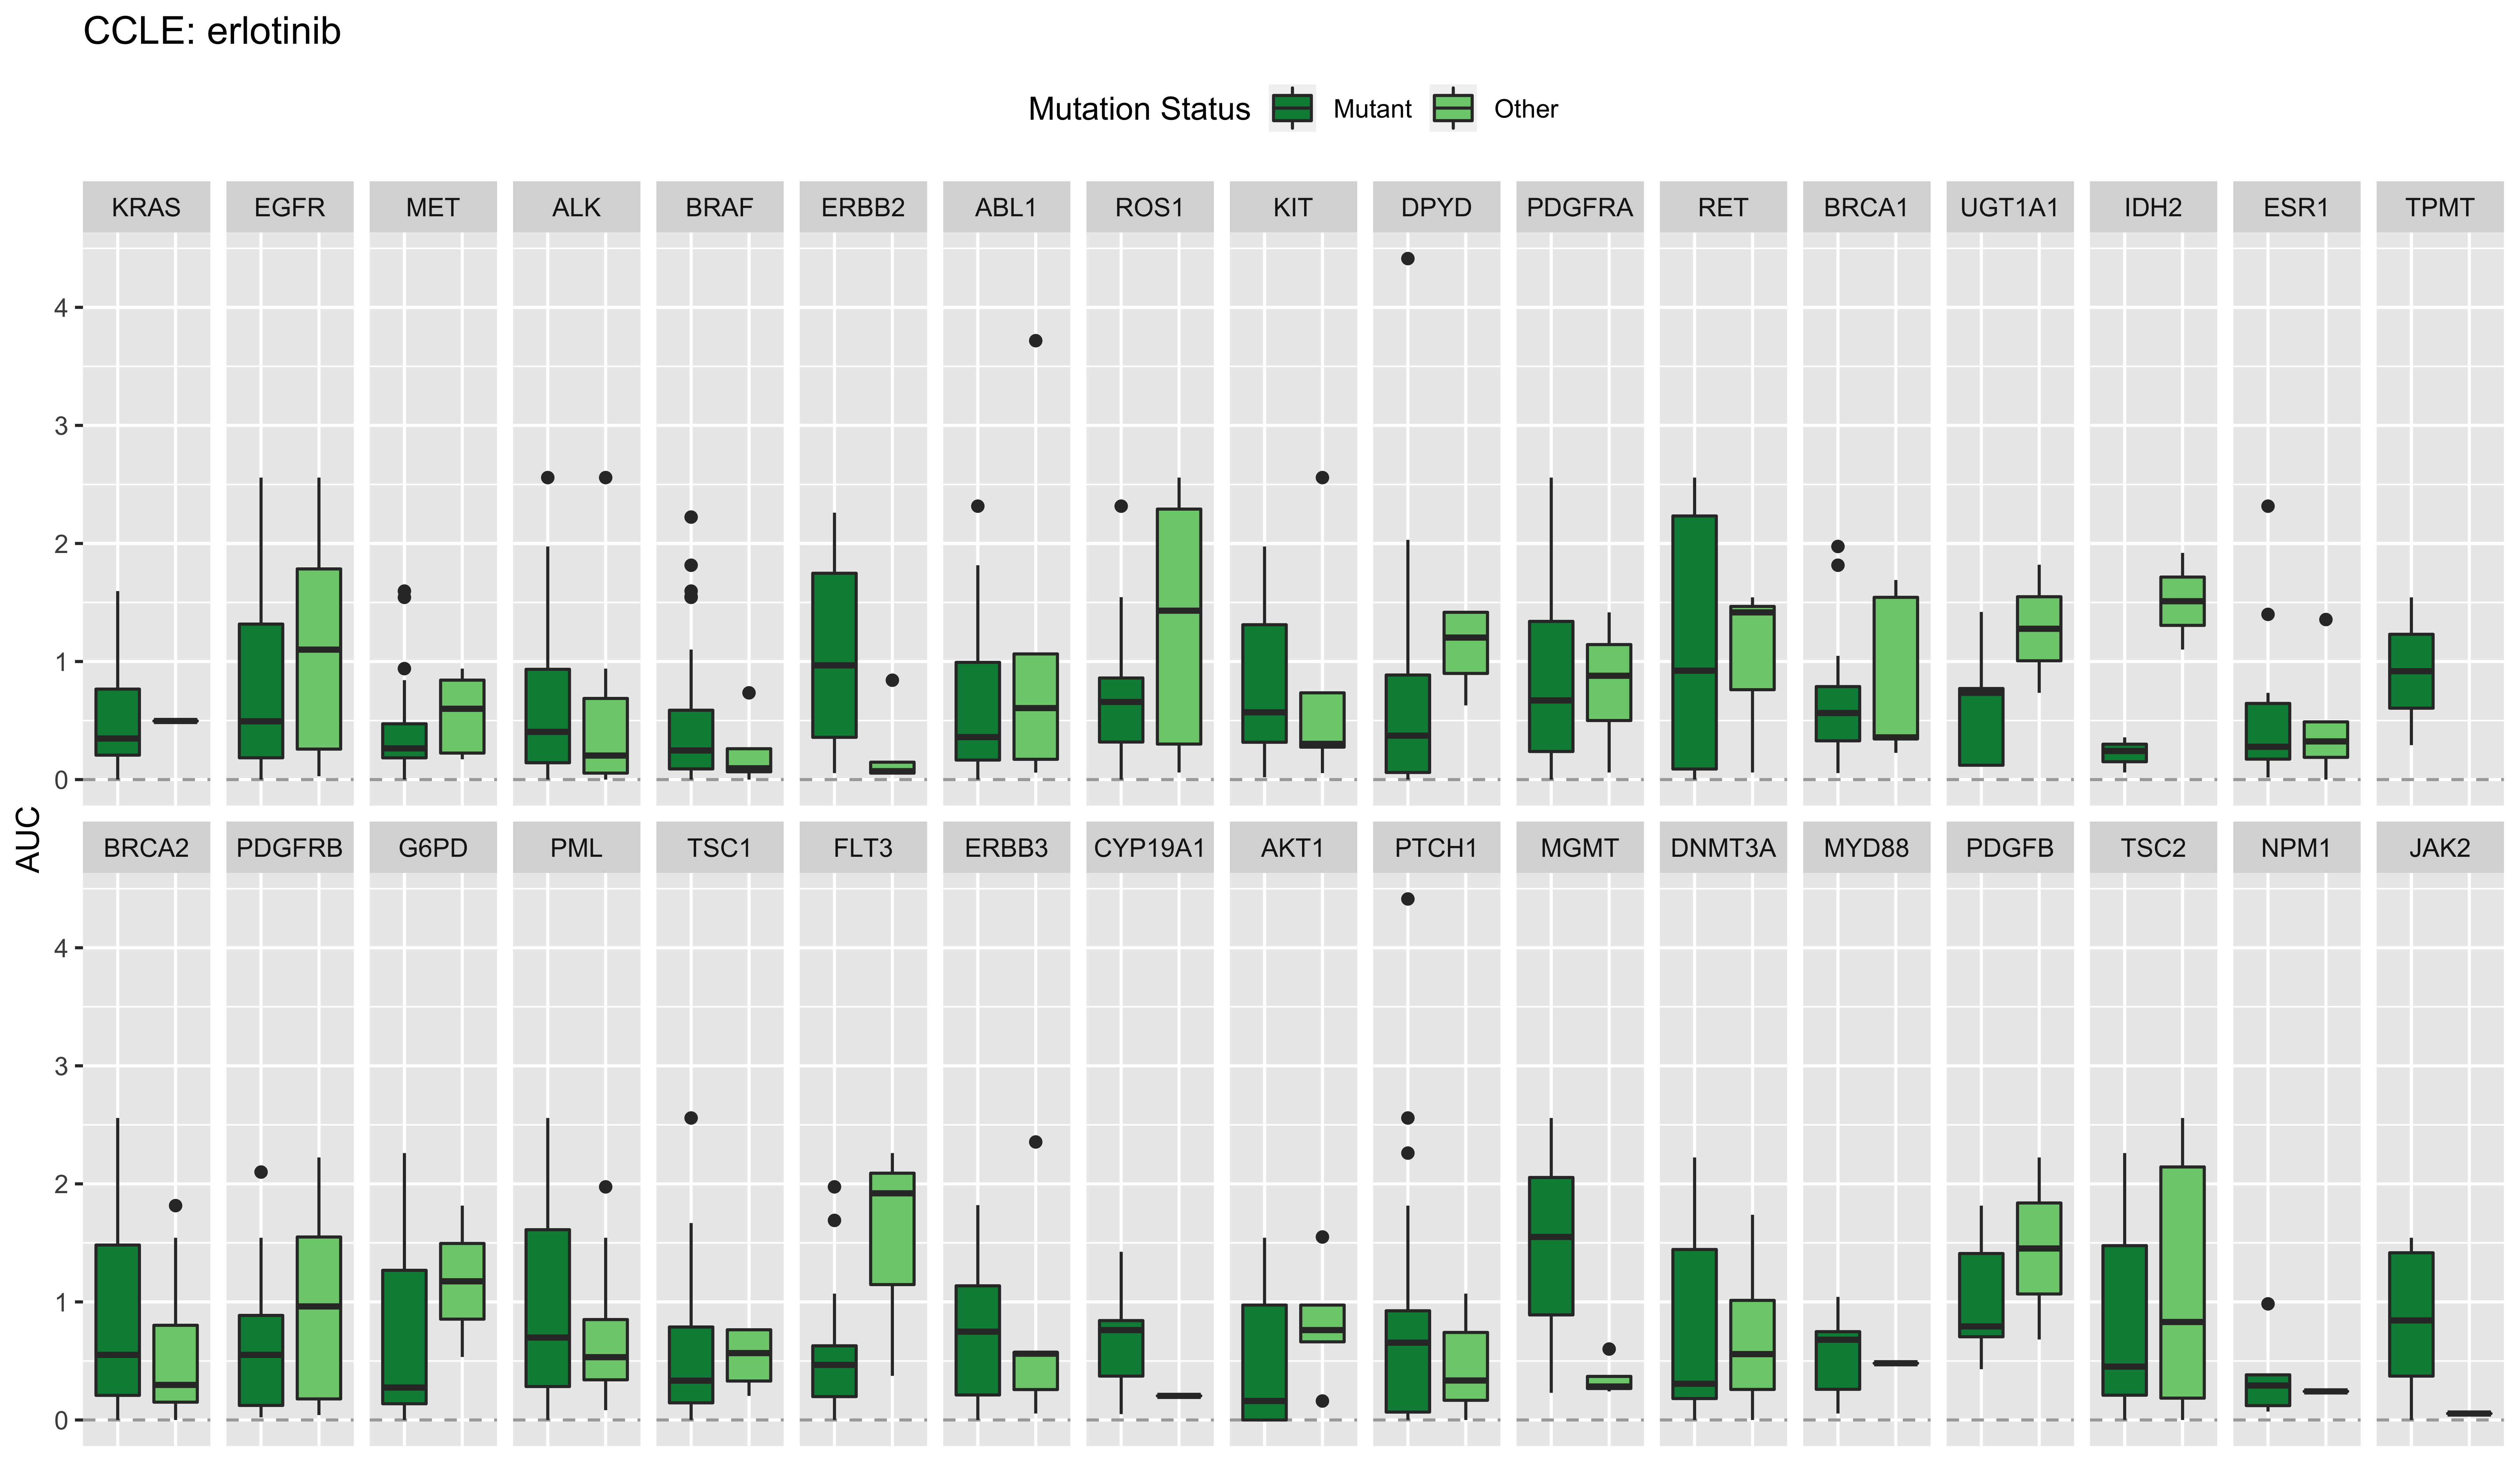 CCLE: erlotinib
Mutation Status Mutant Other
KRAS EGFR MET ALK BRAF ERBB2 ABL1 ROS1 KIT DPYD PDGFRA RET BRCA1 UGT1A1 IDH2 ESR1 TPMT
4
3
2
1
0
AUC
BRCA2 PDGFRB G6PD PML TSC1 FLT3 ERBB3 CYP19A1 AKT1 PTCH1 MGMT DNMT3A MYD88 PDGFB TSC2 NPM1 JAK2
4
3
2
1
0